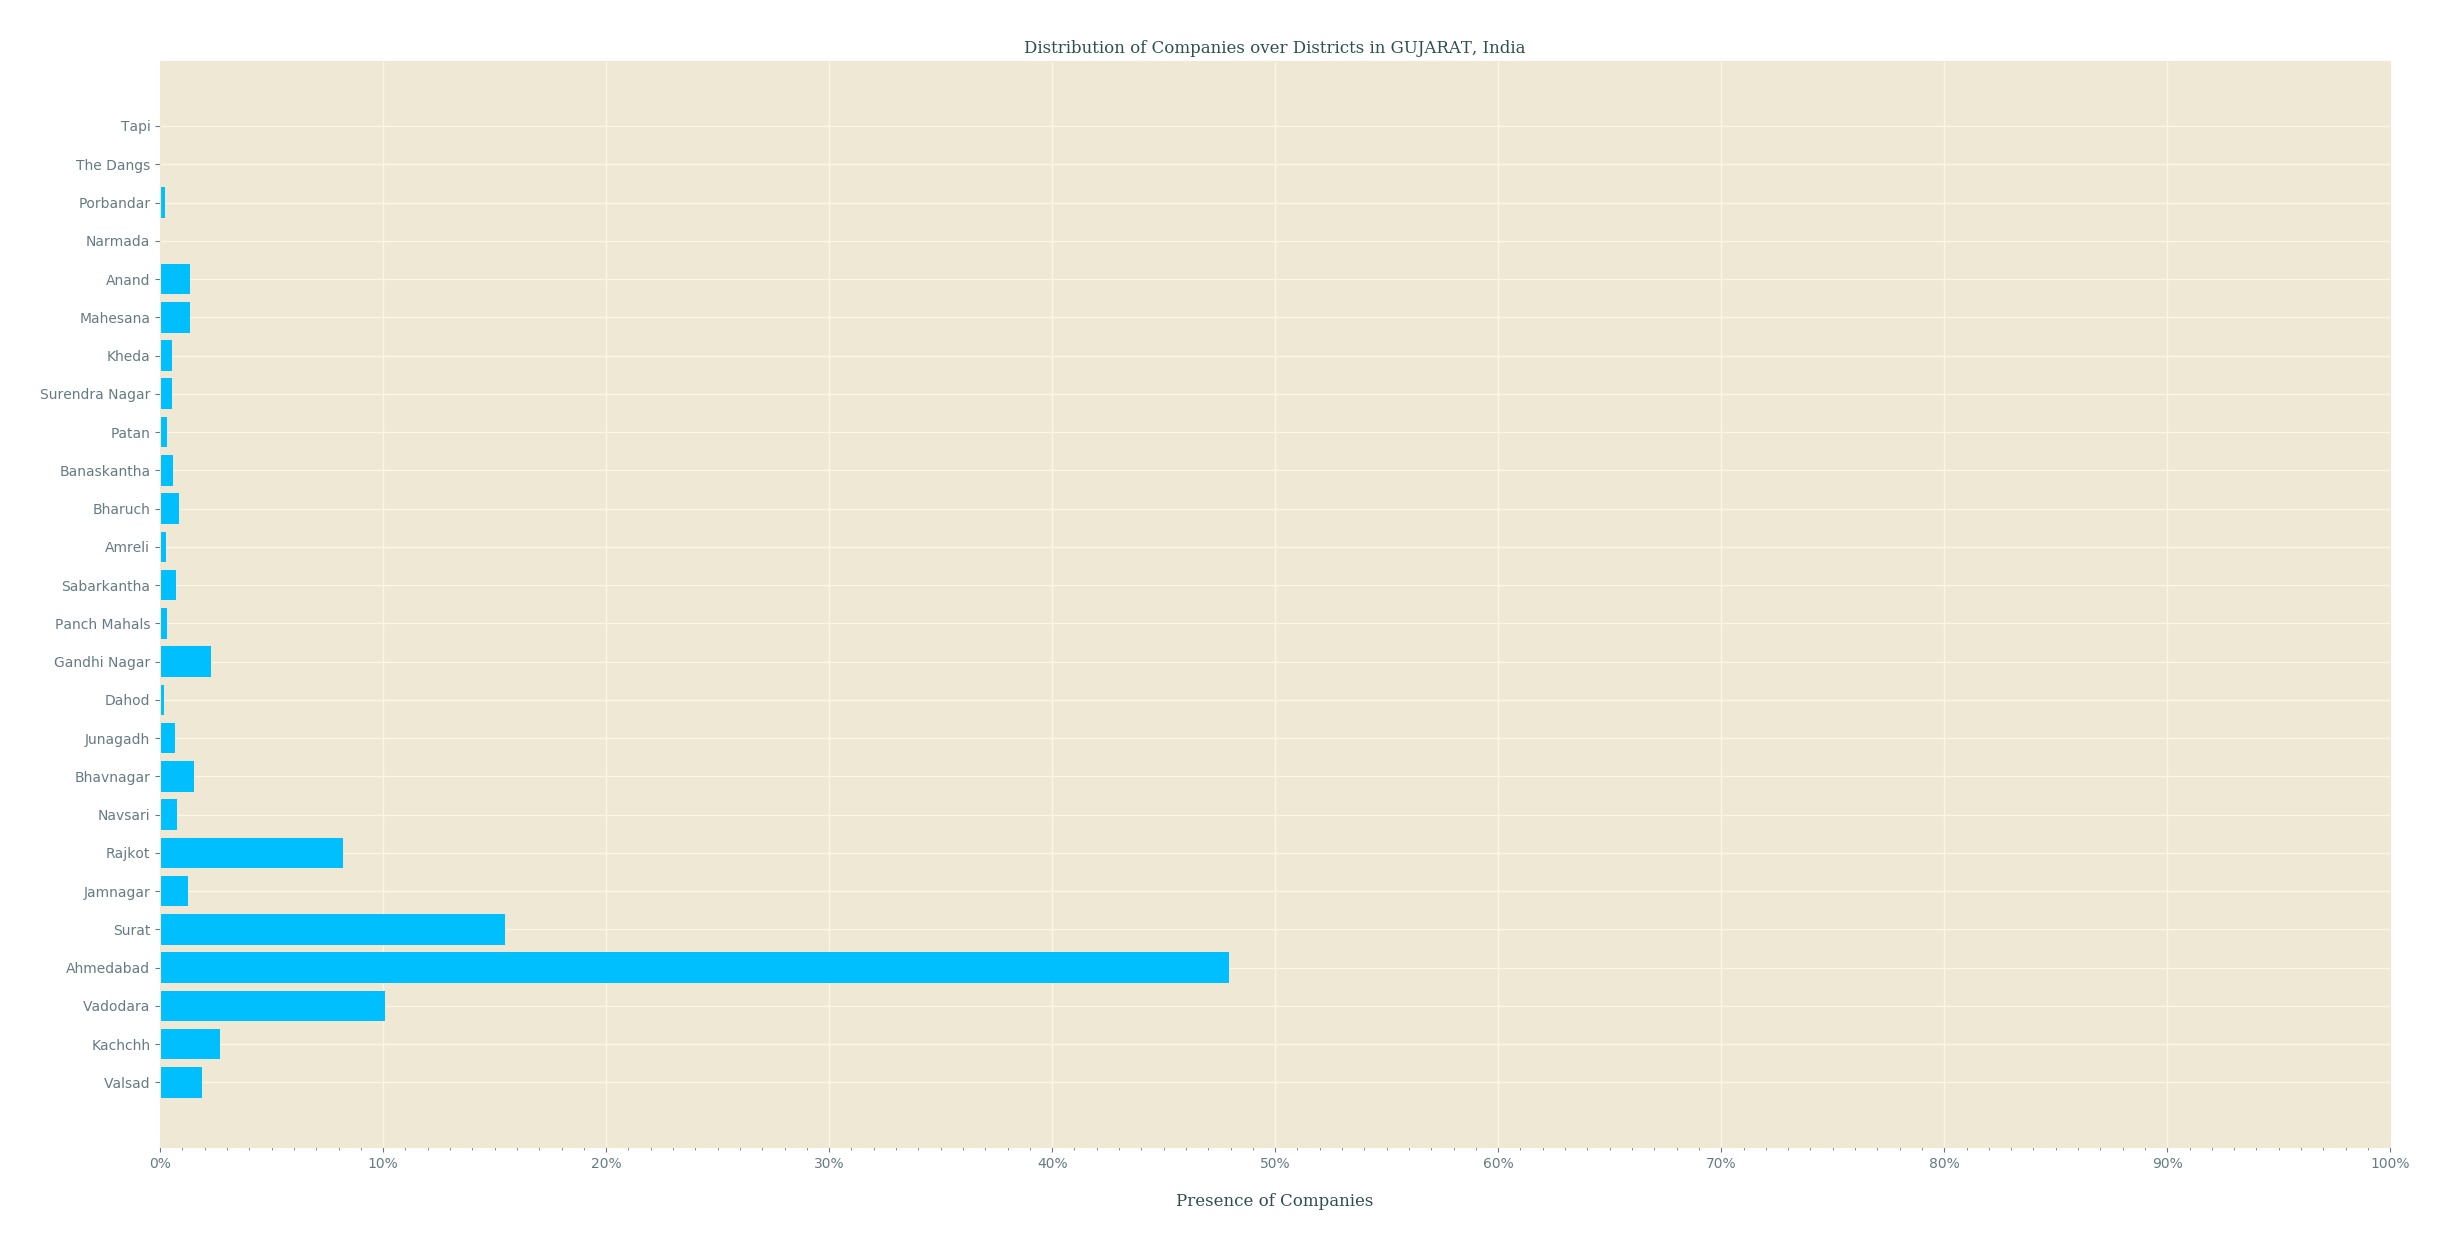 Distribution of Companies over Districts in GUJARAT, India
Tapi
The Dangs
Porbandar
Narmada
Anand
Mahesana
Kheda
Surendra Nagar
Patan
Banaskantha
Bharuch
Amreli
Sabarkantha
Panch Mahals
Gandhi Nagar
Dahod
Junagadh
Bhavnagar
Navsari
Rajkot
Jamnagar
Surat
Ahmedabad
Vadodara
Kachchh
Valsad
0% 10% 20% 30% 40% 50% 60% 70% 80% 90% 100%
Presence of Companies